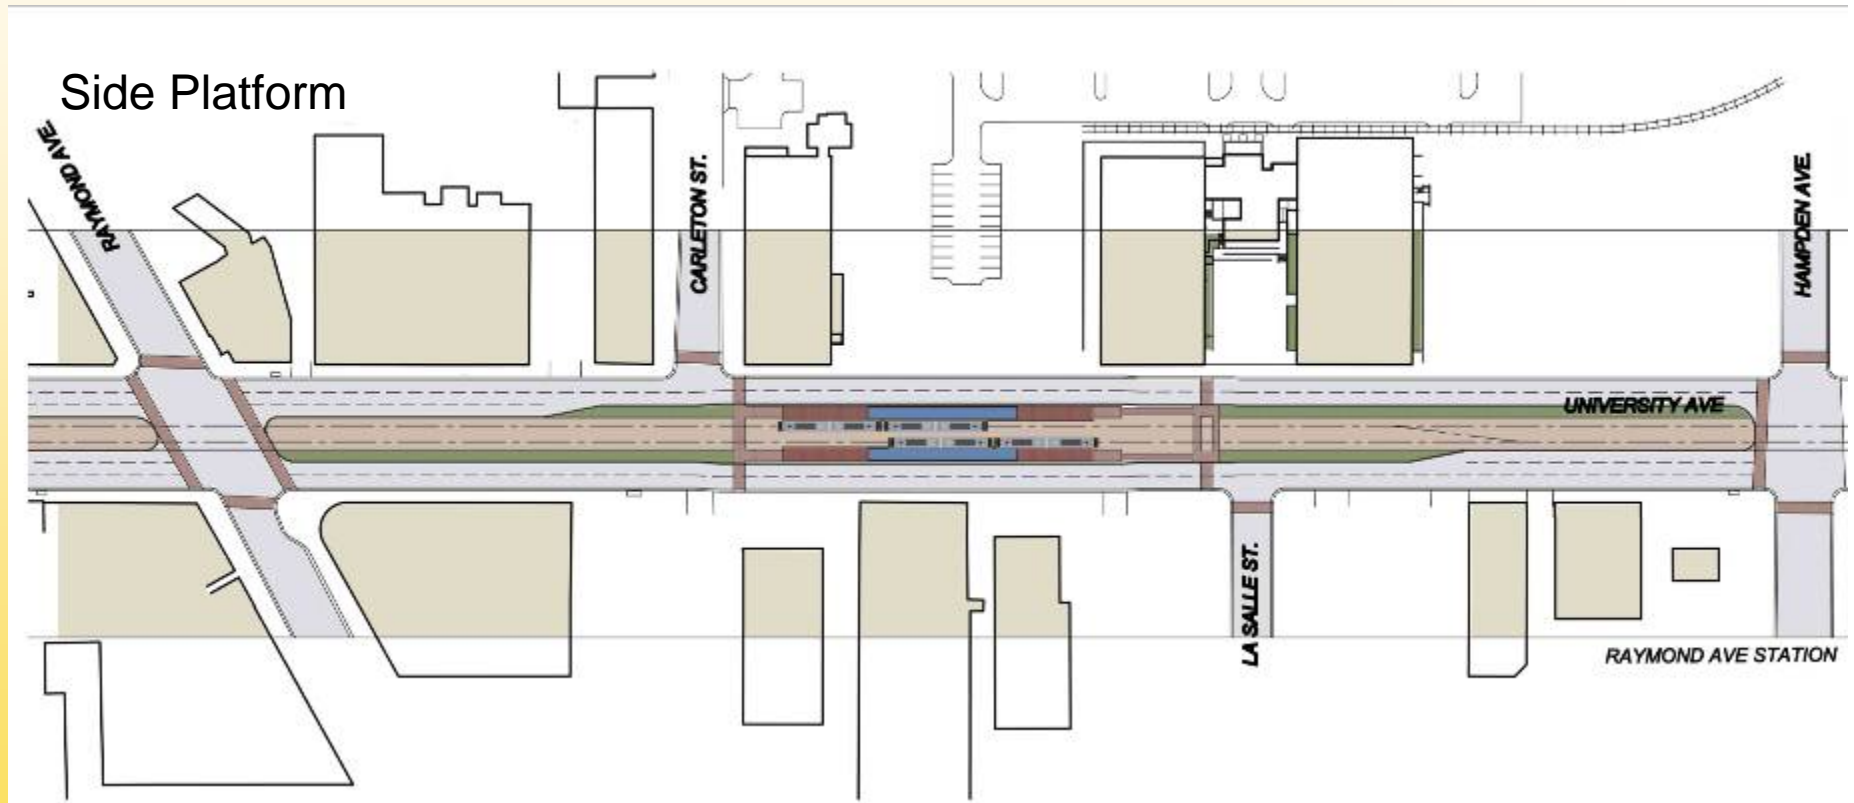 Side Platform
RAYMOND AVE.
CARLETON ST.
HAMPDEN AVE.
UNIVERSITY AVE
LA SALLE ST.
RAYMOND AVE STATION